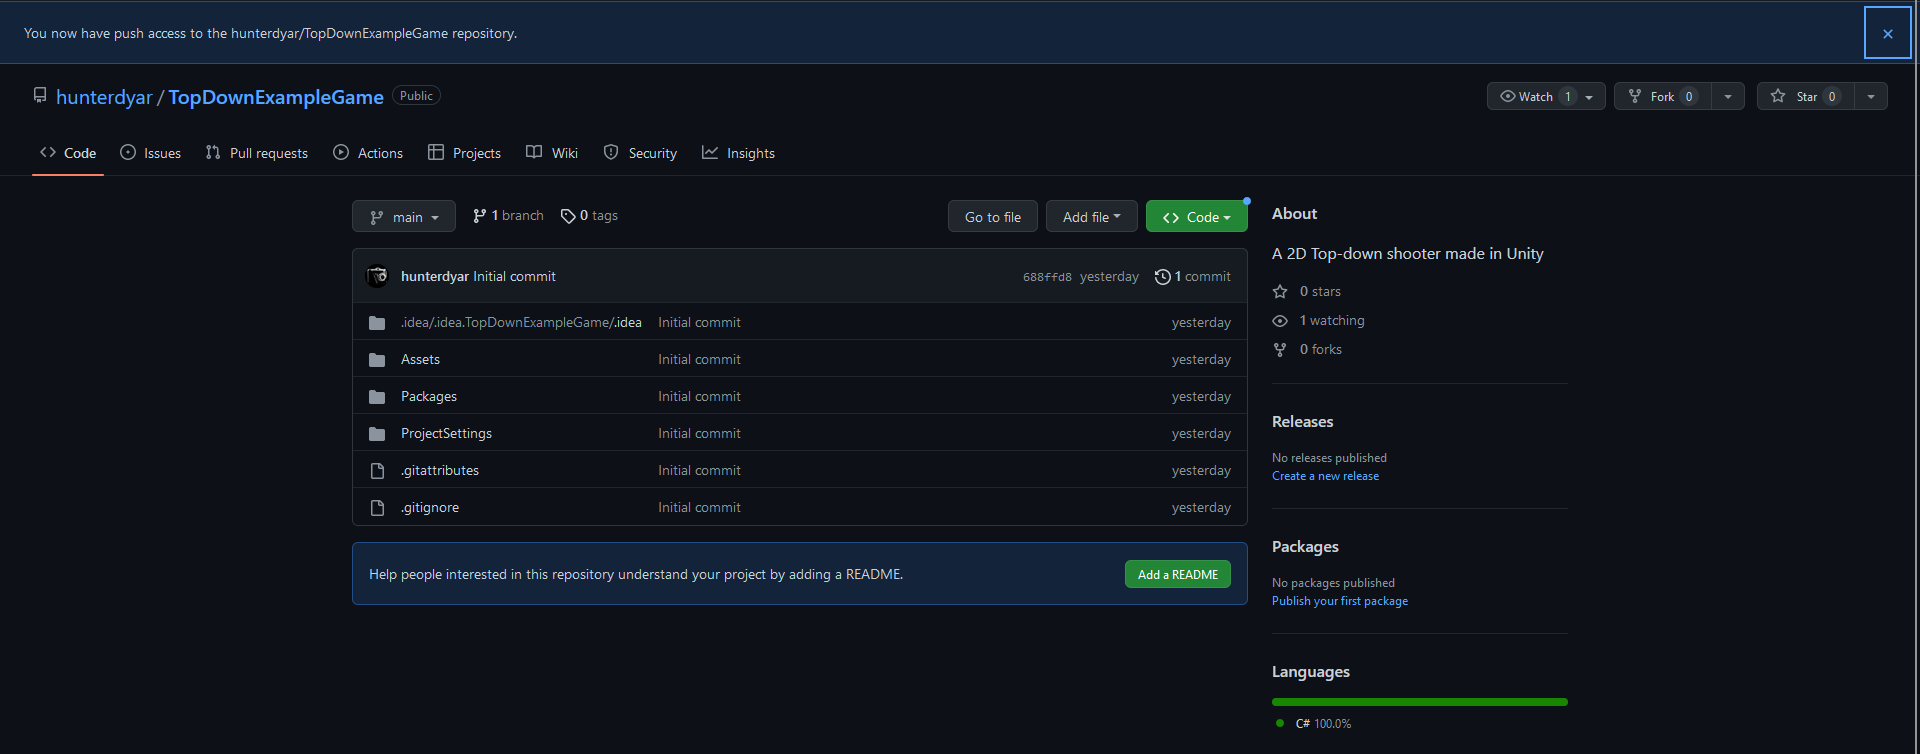 You now have push access to the hunterdyar/TopDownExampleGame repository.
hunterdyar / TopDownExampleGame Public
Watch 1
Fork 0
Star 0
Code
Issues
Pull requests
Actions
Projects
Wiki
Security
Insights
main
1 branch
0 tags
Go to file
Add file
Code
hunterdyar Initial commit
688ffd8 yesterday
1 commit
.idea/.idea.TopDownExampleGame/.idea Initial commit yesterday
Assets Initial commit yesterday
Packages Initial commit yesterday
ProjectSettings Initial commit yesterday
.gitattributes Initial commit yesterday
.gitignore Initial commit yesterday
Help people interested in this repository understand your project by adding a README.
Add a README
About
A 2D Top-down shooter made in Unity
0 stars
1 watching
0 forks
Releases
No releases published
Create a new release
Packages
No packages published
Publish your first package
Languages
C# 100.0%